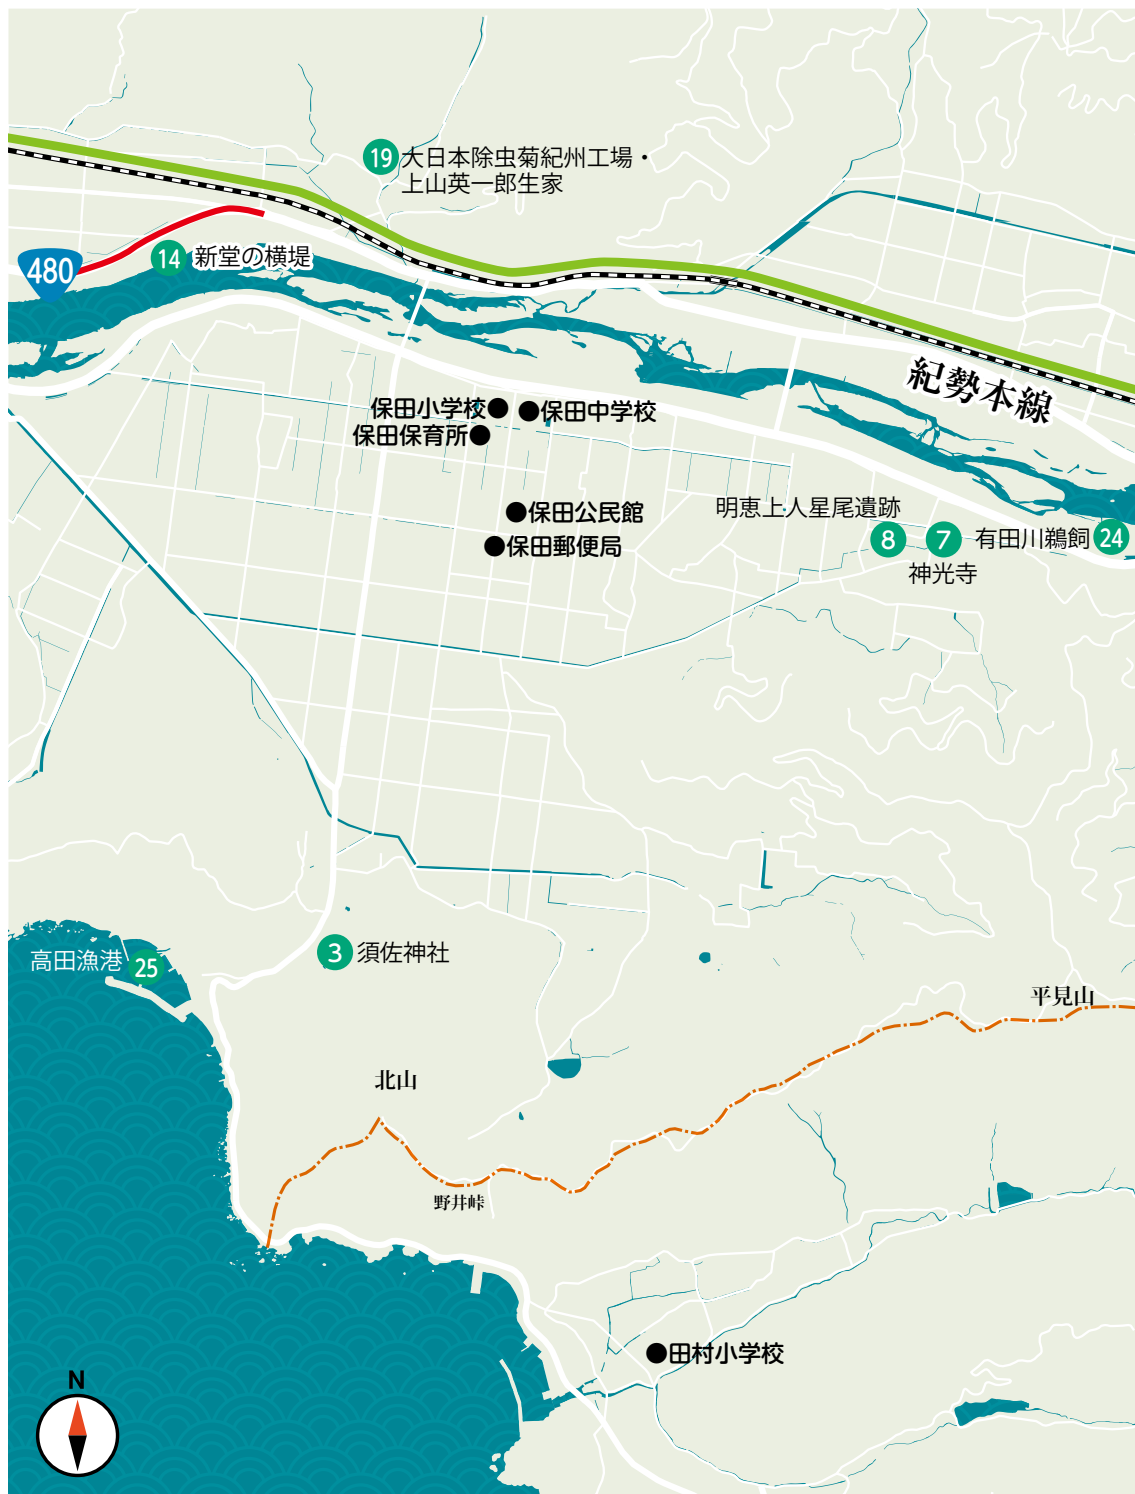 19
大日本除虫菊紀州工場・
上山英一郎生家
480
14
新堂の横堤
紀勢本線
保田小学校
保田中学校
保田保育所
明恵上人星尾遺跡
保田公民館
保田郵便局
8
7
有田川鵜飼
24
神光寺
高田漁港
25
3
須佐神社
平見山
北山
野井峠
田村小学校
N